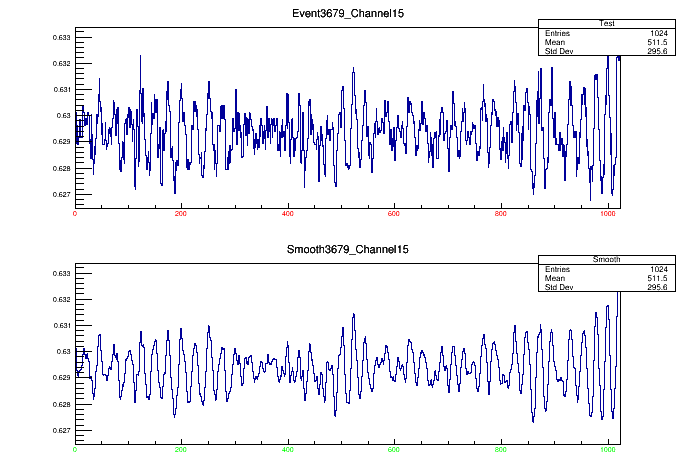 Event3679_Channel15
Test
Entries 1024
Mean 511.5
Std Dev 295.6
0.633
0.632
0.631
0.63
0.629
0.628
0.627
0 200 400 600 800 1000
Smooth3679_Channel15
Smooth
Entries 1024
Mean 511.5
Std Dev 295.6
0.633
0.632
0.631
0.63
0.629
0.628
0.627
0 200 400 600 800 1000